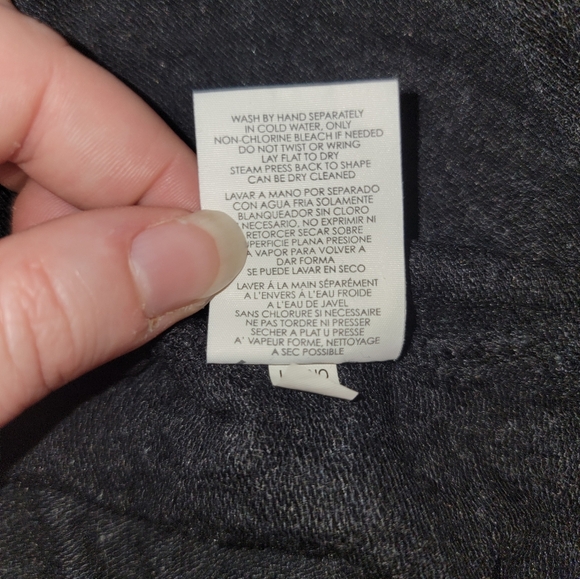 WASH BY HAND SEPARATELY
IN COLD WATER, ONLY
NON-CHLORINE BLEACH IF NEEDED
DO NOT TWIST OR WRING
LAY FLAT TO DRY
STEAM PRESS BACK TO SHAPE
CAN BE DRY CLEANED
LAVAR A MANO POR SEPARADO
CON AGUA FRIA SOLAMENTE
BLANQUEADOR SIN CLORO
NECESARIO, NO EXPRIMIR NI
RETORCER SECAR SOBRE
SUPERFICIE PLANA PRESIONE
A VAPOR PARA VOLVER A
DAR FORMA
SE PUEDE LAVAR EN SECO
LAVER À LA MAIN SÉPARÉMENT
A L'ENVERS À L'EAU FROIDE
A L'EAU DE JAVEL
SANS CHLORURE SI NECESSAIRE
NE PAS TORDRE NI PRESSER
SECHER A PLAT U PRESSE
A' VAPEUR FORME, NETTOYAGE
A SEC POSSIBLE